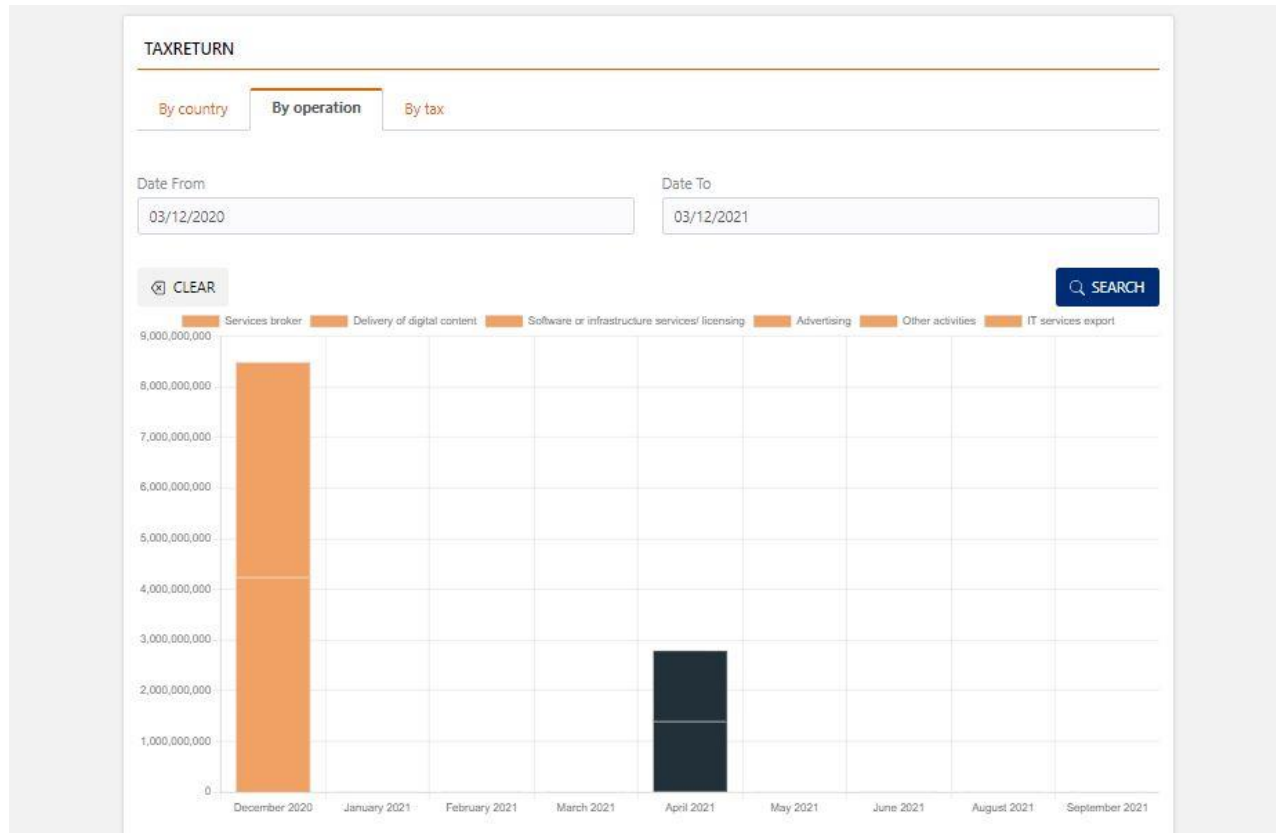 TAXRETURN
By country By operation By tax
Date From Date To
03/12/2020 03/12/2021
CLEAR SEARCH
Services broker Delivery of digital content Software or infrastructure services/ licensing Advertising Other activities IT services export
9,000,000,000
8,000,000,000
7,000,000,000
6,000,000,000
5,000,000,000
4,000,000,000
3,000,000,000
2,000,000,000
1,000,000,000
0
December 2020 January 2021 February 2021 March 2021 April 2021 May 2021 June 2021 August 2021 September 2021